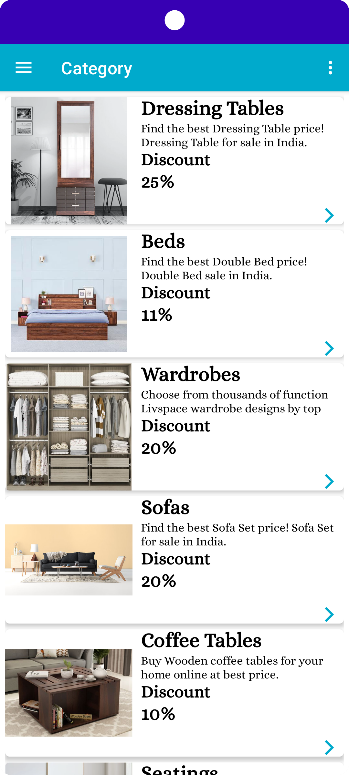 Category
Dressing Tables
Find the best Dressing Table price!
Dressing Table for sale in India.
Discount
25%
Beds
Find the best Double Bed price!
Double Bed sale in India.
Discount
11%
Wardrobes
Choose from thousands of function
Livspace wardrobe designs by top
Discount
20%
Sofas
Find the best Sofa Set price! Sofa Set
for sale in India.
Discount
20%
Coffee Tables
Buy Wooden coffee tables for your
home online at best price.
Discount
10%
Seatings